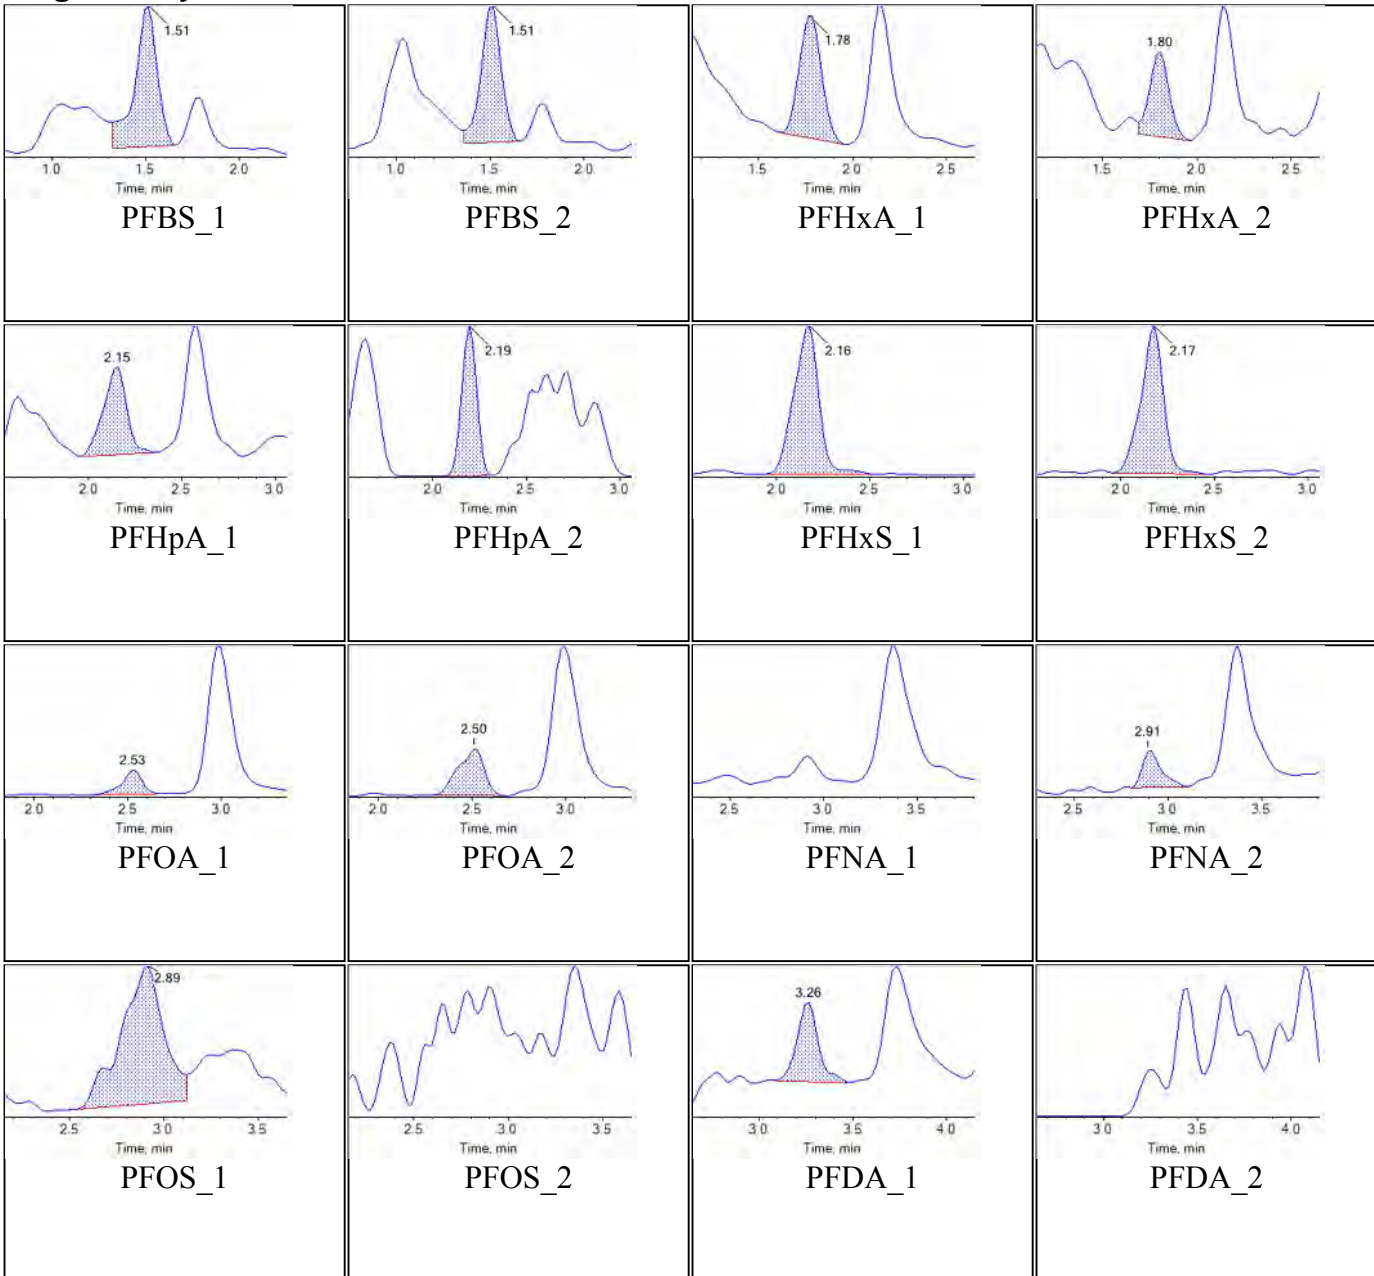 1.51
1.0 1.5 2.0
Time, min
PFBS_1
1.51
1.0 1.5 2.0
Time, min
PFBS_2
1.78
1.5 2.0 2.5
Time, min
PFHxA_1
1.80
1.5 2.0 2.5
Time, min
PFHxA_2
2.15
2.0 2.5 3.0
Time, min
PFHpA_1
2.19
2.0 2.5 3.0
Time, min
PFHpA_2
2.16
2.0 2.5 3.0
Time, min
PFHxS_1
2.17
2.0 2.5 3.0
Time, min
PFHxS_2
2.53
2.0 2.5 3.0
Time, min
PFOA_1
2.50
2.0 2.5 3.0
Time, min
PFOA_2
2.5 3.0 3.5
Time, min
PFNA_1
2.91
2.5 3.0 3.5
Time, min
PFNA_2
2.89
2.5 3.0 3.5
Time, min
PFOS_1
2.5 3.0 3.5
Time, min
PFOS_2
3.26
3.0 3.5 4.0
Time, min
PFDA_1
3.0 3.5 4.0
Time, min
PFDA_2